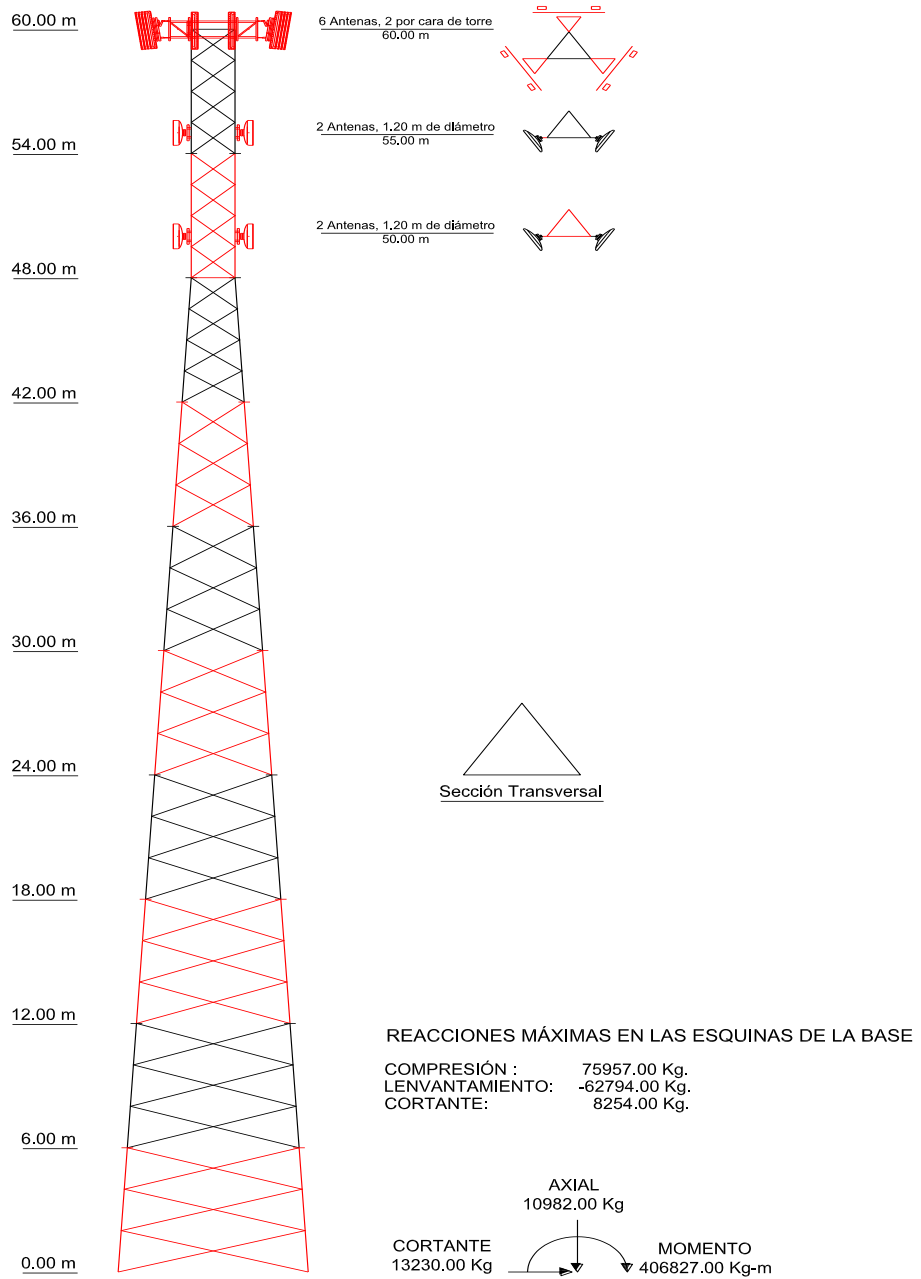 60.00 m
6 Antenas, 2 por cara de torre
60.00 m
2 Antenas, 1.20 m de diámetro
55.00 m
54.00 m
2 Antenas, 1.20 m de diámetro
50.00 m
48.00 m
42.00 m
36.00 m
30.00 m
24.00 m
Sección Transversal
18.00 m
12.00 m
REACCIONES MÁXIMAS EN LAS ESQUINAS DE LA BASE
COMPRESIÓN : 75957.00 Kg.
LENVANTAMIENTO: -62794.00 Kg.
CORTANTE: 8254.00 Kg.
6.00 m
AXIAL
10982.00 Kg
CORTANTE
13230.00 Kg
MOMENTO
406827.00 Kg-m
0.00 m